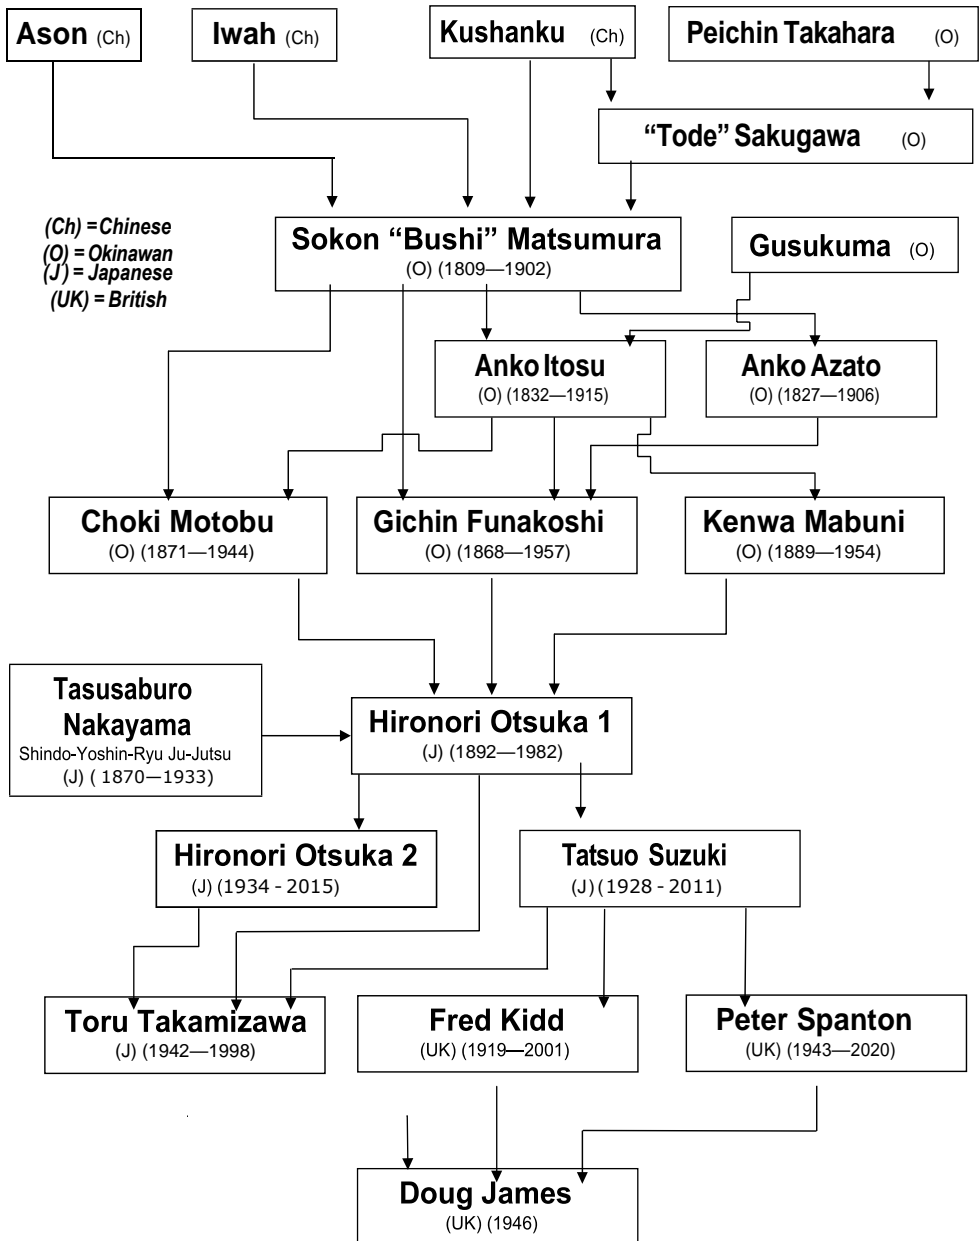 Ason (Ch)
Iwah (Ch)
Kushanku (Ch)
Peichin Takahara (O)
“Tode” Sakugawa (O)
(Ch) = Chinese
(O) = Okinawan
(J) = Japanese
(UK) = British
Sokon “Bushi” Matsumura
(O) (1809—1902)
Gusukuma (O)
Anko Itosu
(O) (1832—1915)
Anko Azato
(O) (1827—1906)
Choki Motobu
(O) (1871—1944)
Gichin Funakoshi
(O) (1868—1957)
Kenwa Mabuni
(O) (1889—1954)
Tasusaburo
Nakayama
Shindo-Yoshin-Ryu Ju-Jutsu
(J) ( 1870—1933)
Hironori Otsuka 1
(J) (1892—1982)
Hironori Otsuka 2
(J) (1934 - 2015)
Tatsuo Suzuki
(J) (1928 - 2011)
Toru Takamizawa
(J) (1942—1998)
Fred Kidd
(UK) (1919—2001)
Peter Spanton
(UK) (1943—2020)
Doug James
(UK) (1946)